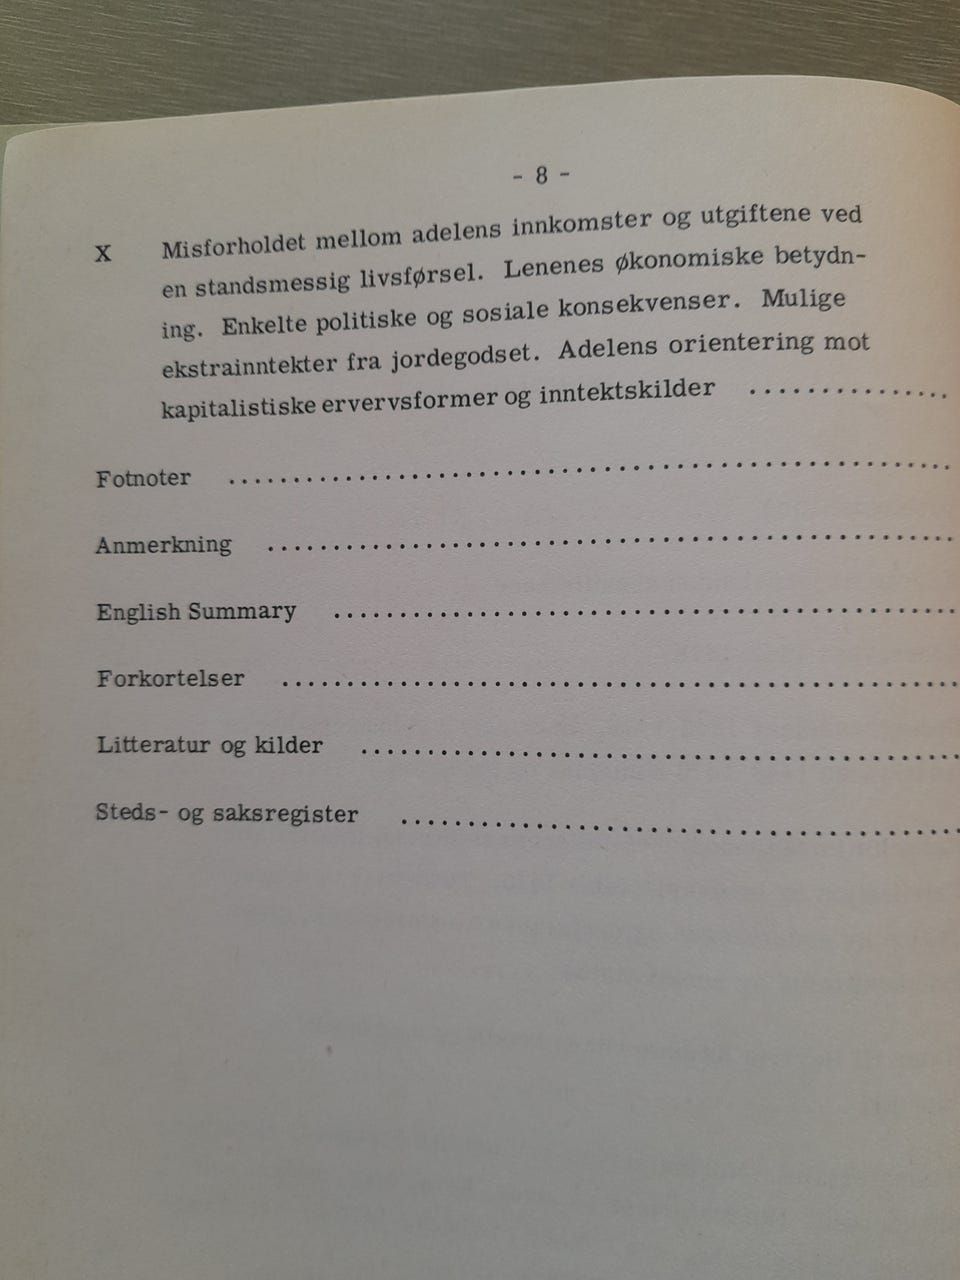 - 8 -
X Misforholdet mellom adelens innkomster og utgiftene ved
en standsmessig livsførsel. Lenenes økonomiske betydn-
ing. Enkelte politiske og sosiale konsekvenser. Mulige
ekstrainntekter fra jordegodset. Adelens orientering mot
kapitalistiske ervervsformer og inntektskilder ...............
Fotnoter ..........................................................
Anmerkning .......................................................
English Summary ................................................
Forkortelser ....................................................
Litteratur og kilder .............................................
Steds- og saksregister ..........................................